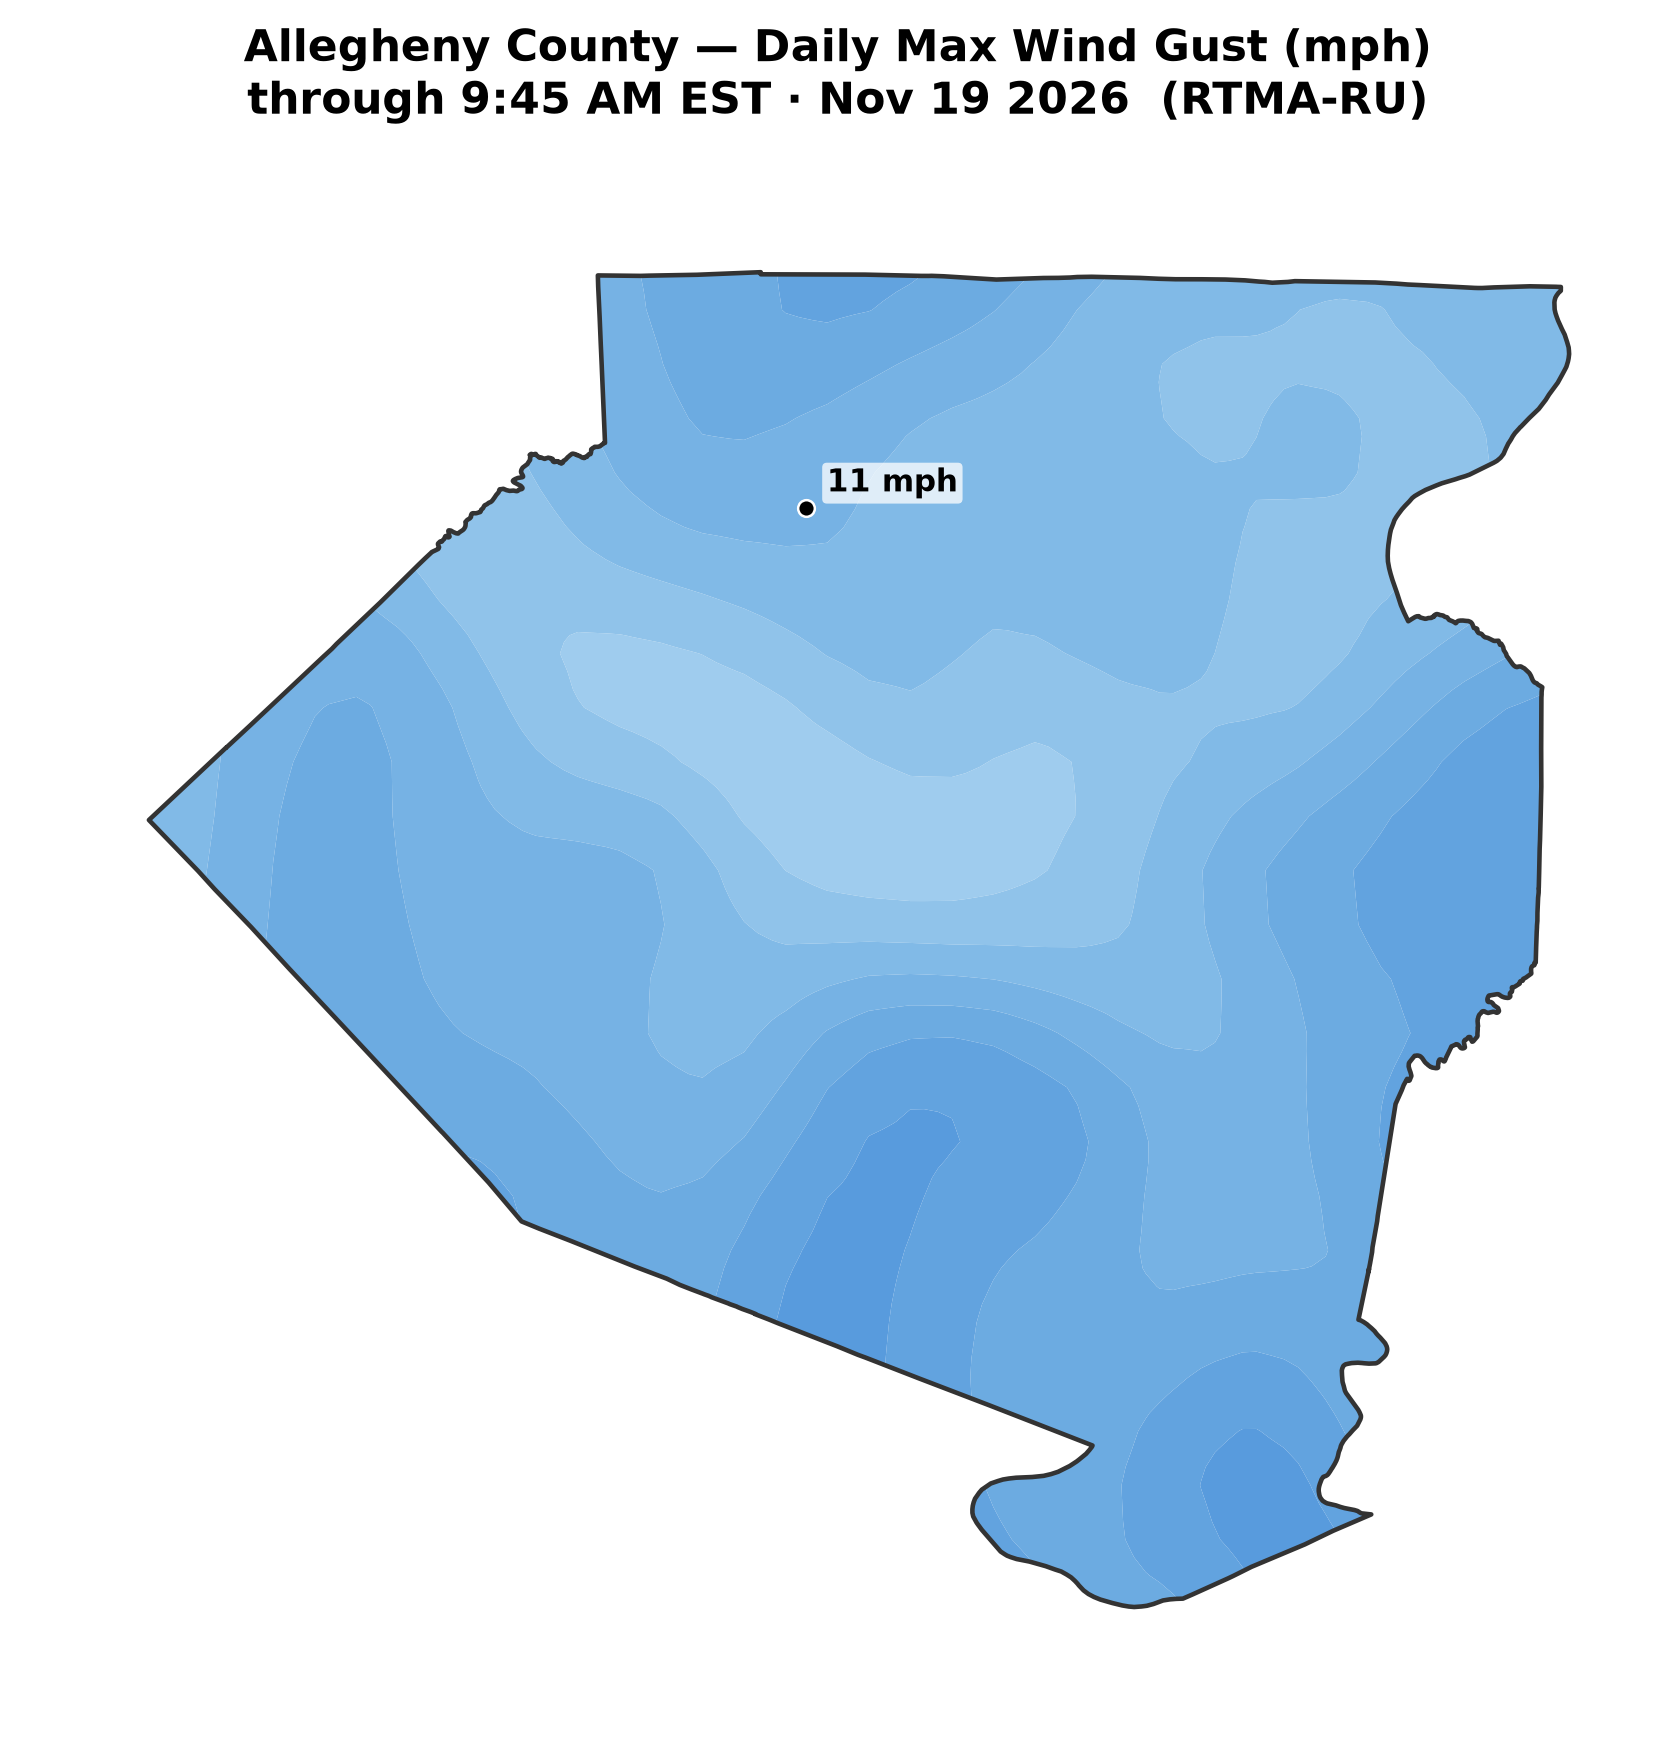 Allegheny County — Daily Max Wind Gust (mph)
through 9:45 AM EST · Nov 19 2026 (RTMA-RU)
11 mph